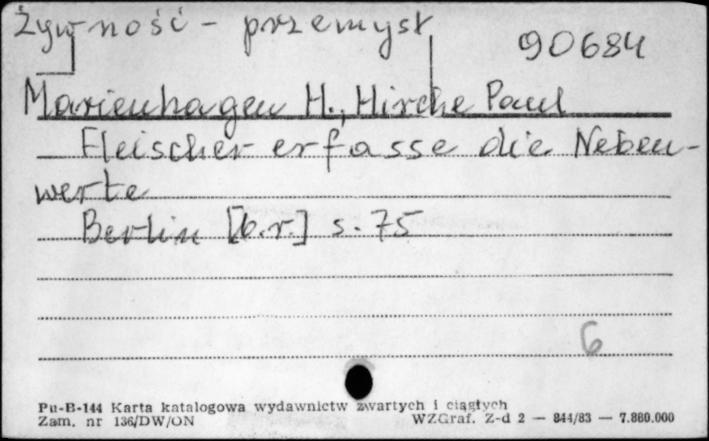 Żywność - przemysł
90684
Marienhagen H., Hirche Paul
Fleischer erfasse die Neben-
werte
Berlin [b.r.] s. 75
6
Pu-B-144 Karta katalogowa wydawnictw zwartych i ciągłych
Zam. nr 136/DW/ON WZGraf. Z-d 2 — 844/83 — 7.880.000